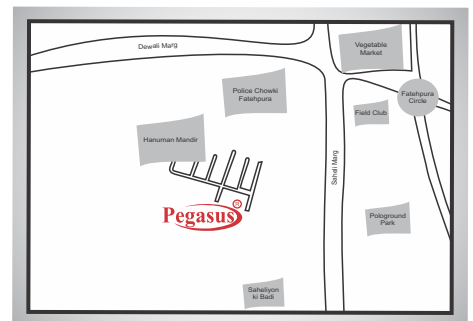 Dewali Marg
Vegetable
Market
Police Chowki
Fatehpura
Fatehpura
Circle
Field Club
Hanuman Mandir
Saheli Marg
Pegasus®
Pologround
Park
Saheliyon
ki Badi